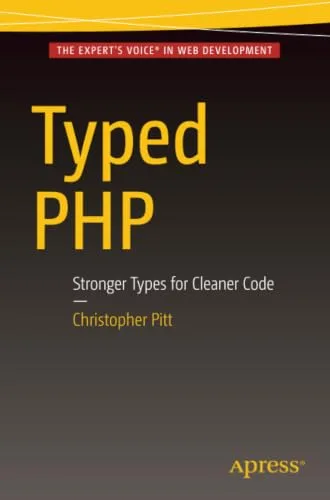 THE EXPERT'S VOICE® IN WEB DEVELOPMENT
Typed
PHP
Stronger Types for Cleaner Code
—
Christopher Pitt
Apress®